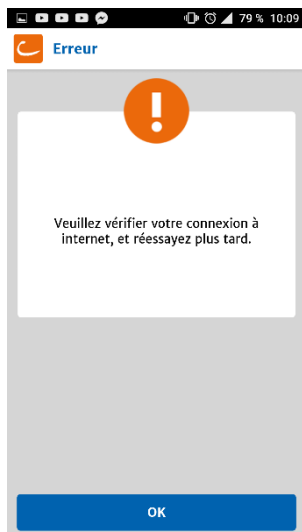 79 % 10:09
Erreur
Veuillez vérifier votre connexion à
internet, et réessayez plus tard.
OK